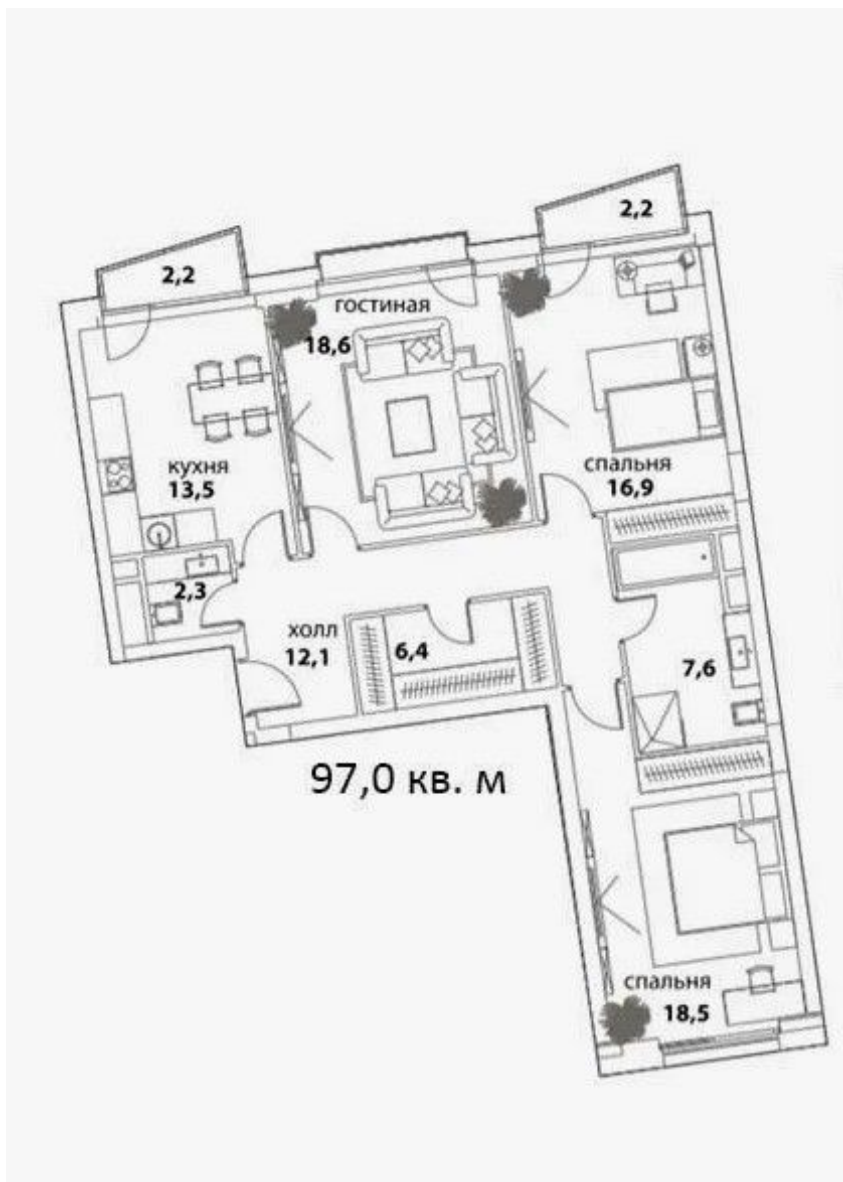 2,2
2,2
гостиная
18,6
кухня
13,5
спальня
16,9
2,3
холл
12,1
6,4
7,6
97,0 кв. м
спальня
18,5